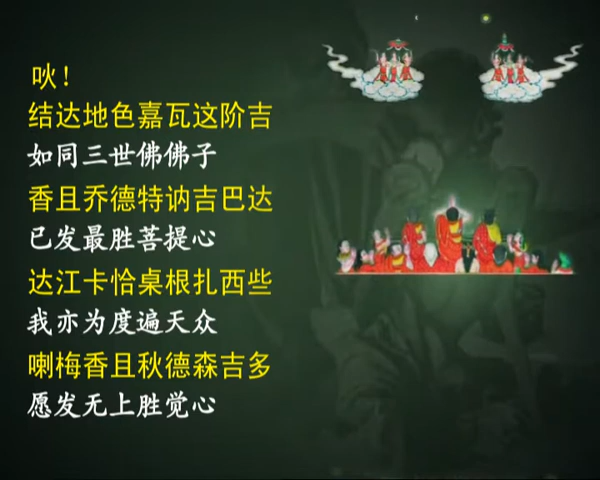 吙！
结达地色嘉瓦这阶吉
如同三世佛佛子
香且乔德特讷吉巴达
已发最胜菩提心
达江卡恰桌根扎西些
我亦为度遍天众
喇梅香且秋德森吉多
愿发无上胜觉心